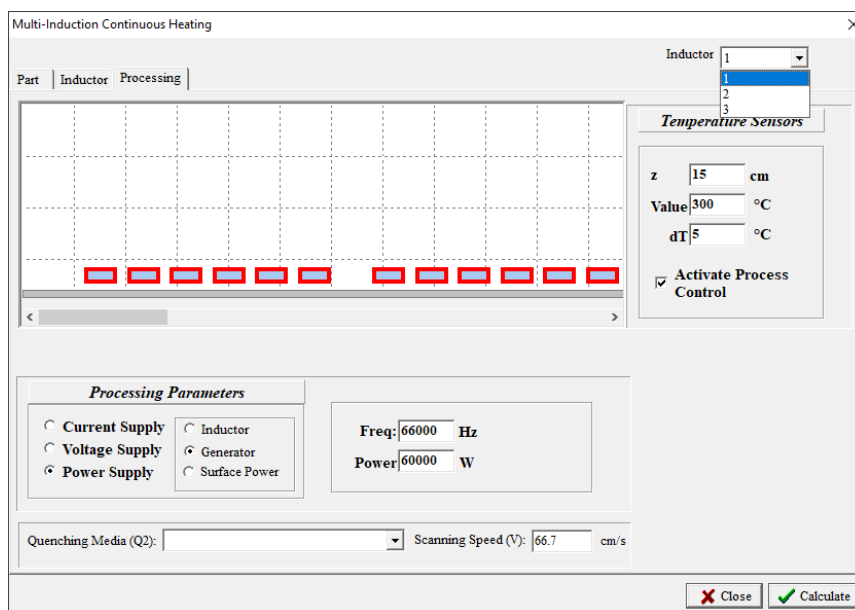 Multi-Induction Continuous Heating
Inductor 1
1
2
3
Part Inductor Processing
Temperature Sensors
z 15 cm
Value 300 °C
dT 5 °C
Activate Process
Control
Processing Parameters
Current Supply
Voltage Supply
Power Supply
Inductor
Generator
Surface Power
Freq: 66000 Hz
Power 60000 W
Quenching Media (Q2): Scanning Speed (V): 66.7 cm/s
Close Calculate